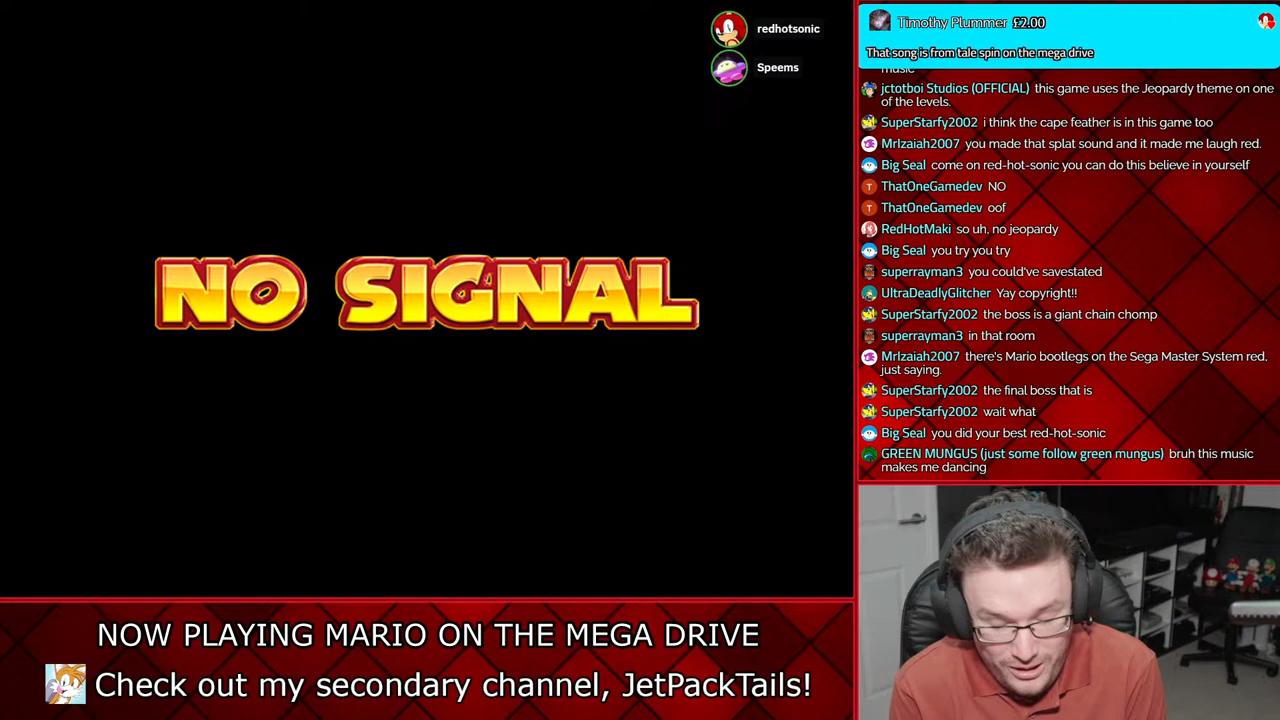 redhotsonic
Speems
NO SIGNAL
NOW PLAYING MARIO ON THE MEGA DRIVE
Check out my secondary channel, JetPackTails!
Timothy Plummer £2.00
That song is from tale spin on the mega drive
music
jctotboi Studios (OFFICIAL) this game uses the Jeopardy theme on one
of the levels.
SuperStarfy2002 i think the cape feather is in this game too
MrIzaiah2007 you made that splat sound and it made me laugh red.
Big Seal come on red-hot-sonic you can do this believe in yourself
T ThatOneGamedev NO
T ThatOneGamedev oof
RedHotMaki so uh, no jeopardy
Big Seal you try you try
superrayman3 you could've savestated
UltraDeadlyGlitcher Yay copyright!!
SuperStarfy2002 the boss is a giant chain chomp
superrayman3 in that room
MrIzaiah2007 there's Mario bootlegs on the Sega Master System red,
just saying.
SuperStarfy2002 the final boss that is
SuperStarfy2002 wait what
Big Seal you did your best red-hot-sonic
GREEN MUNGUS (just some follow green mungus) bruh this music
makes me dancing